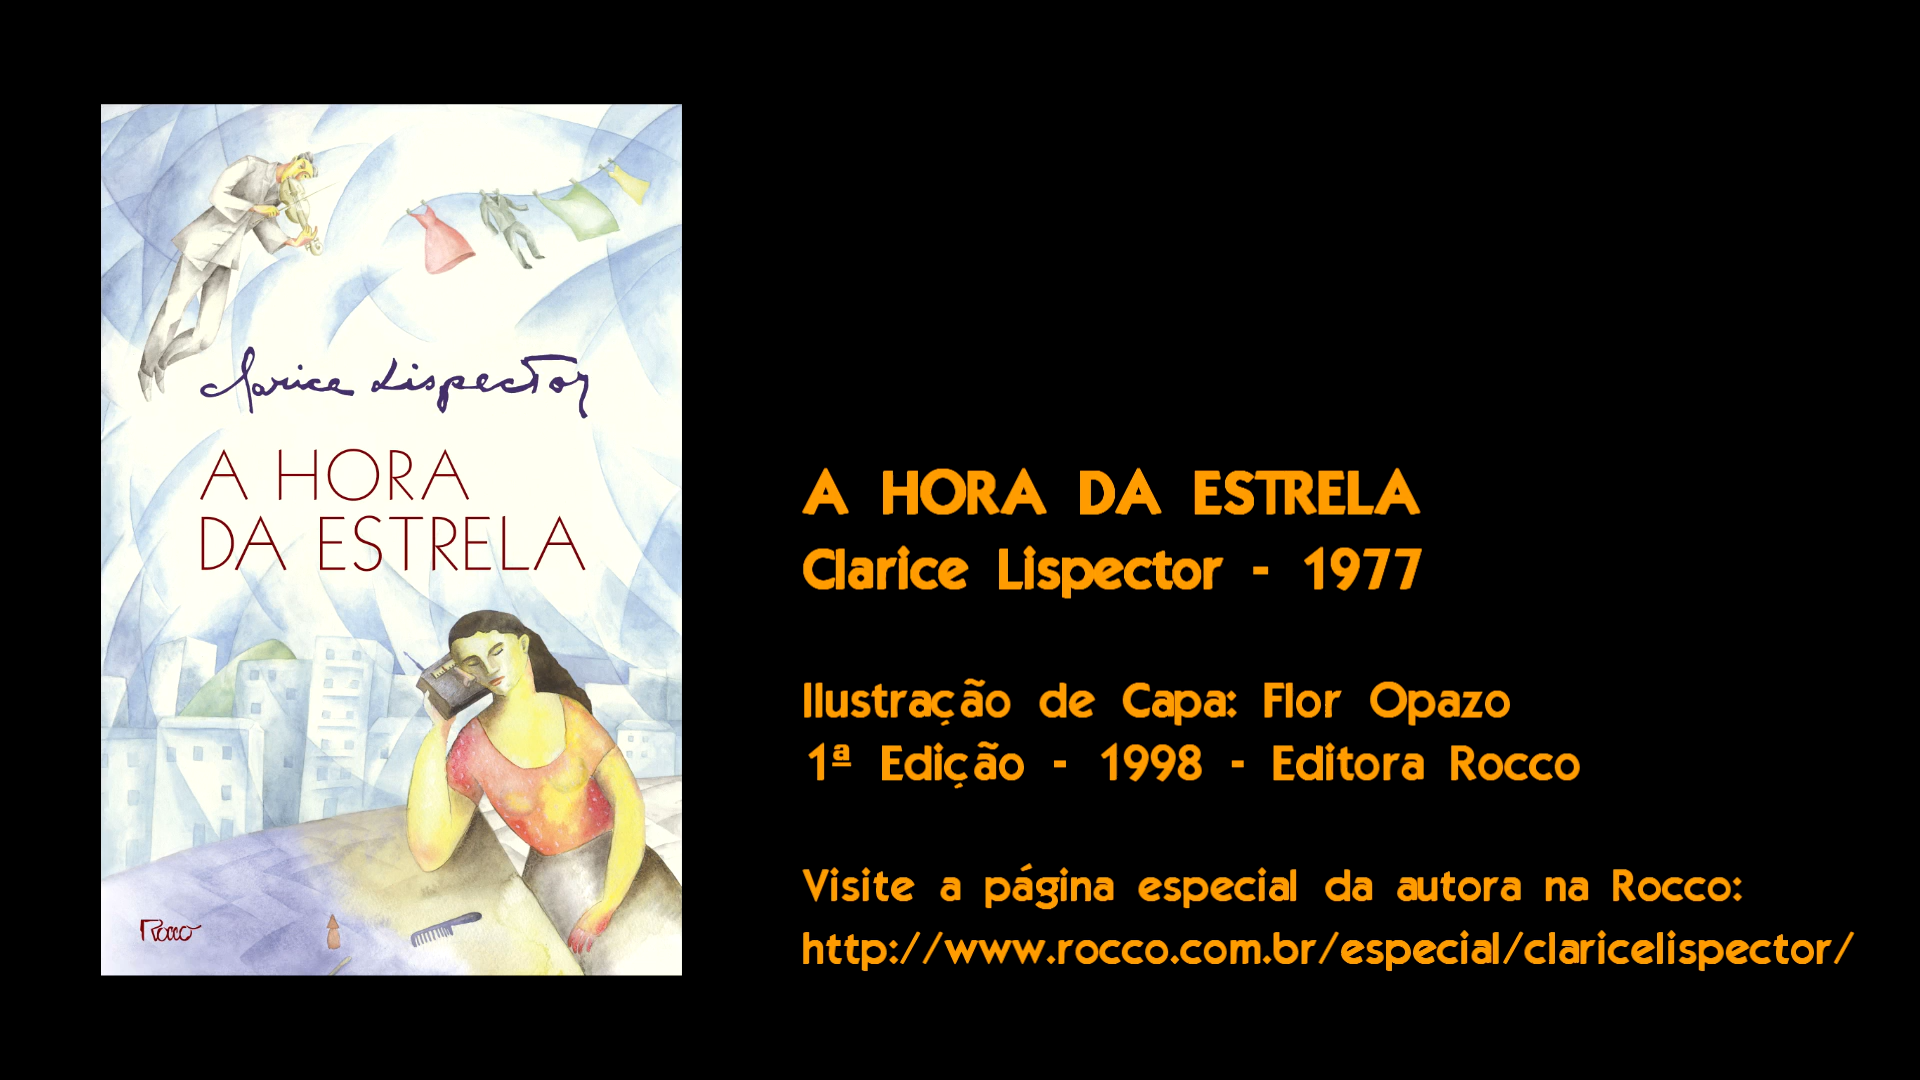 Clarice Lispector
A HORA
DA ESTRELA
Rocco
A HORA DA ESTRELA
Clarice Lispector - 1977
Ilustração de Capa: Flor Opazo
1ª Edição - 1998 - Editora Rocco
Visite a página especial da autora na Rocco:
http://www.rocco.com.br/especial/claricelispector/